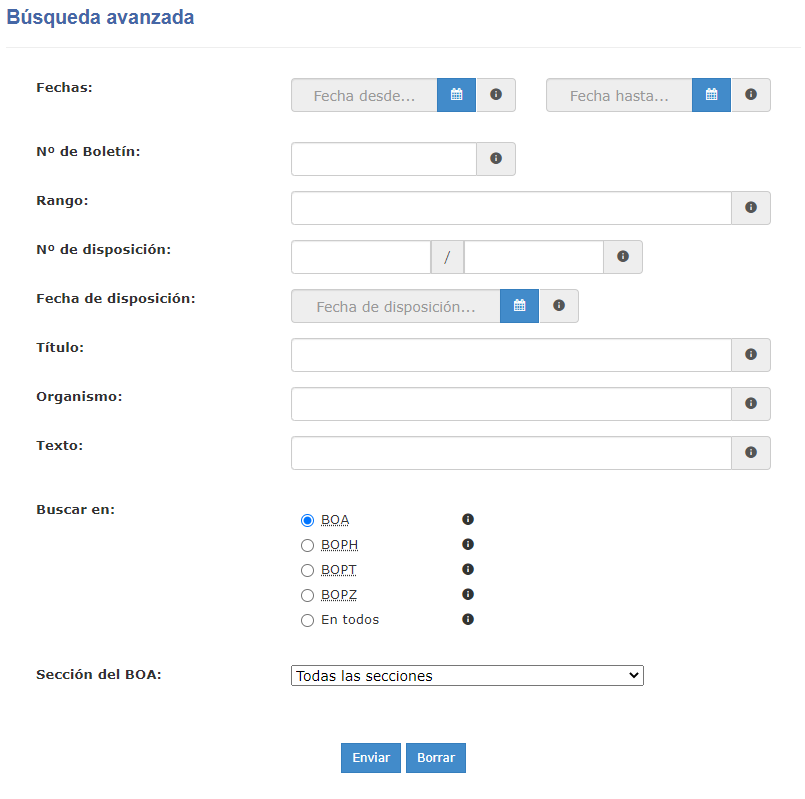 Búsqueda avanzada
Fechas: Fecha desde... Fecha hasta...
Nº de Boletín:
Rango:
Nº de disposición: /
Fecha de disposición: Fecha de disposición...
Título:
Organismo:
Texto:
Buscar en:
BOA
BOPH
BOPT
BOPZ
En todos
Sección del BOA: Todas las secciones
Enviar Borrar